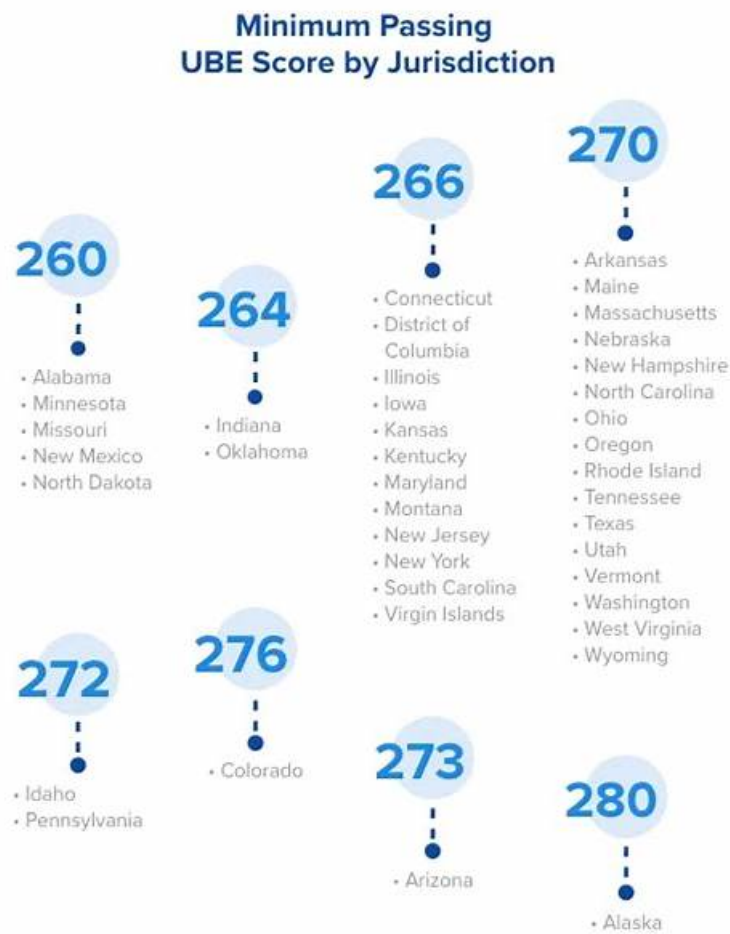 Minimum Passing
UBE Score by Jurisdiction
260
• Alabama
• Minnesota
• Missouri
• New Mexico
• North Dakota
264
• Indiana
• Oklahoma
266
• Connecticut
• District of
Columbia
• Illinois
• Iowa
• Kansas
• Kentucky
• Maryland
• Montana
• New Jersey
• New York
• South Carolina
• Virgin Islands
270
• Arkansas
• Maine
• Massachusetts
• Nebraska
• New Hampshire
• North Carolina
• Ohio
• Oregon
• Rhode Island
• Tennessee
• Texas
• Utah
• Vermont
• Washington
• West Virginia
• Wyoming
272
• Idaho
• Pennsylvania
276
• Colorado
273
• Arizona
280
• Alaska